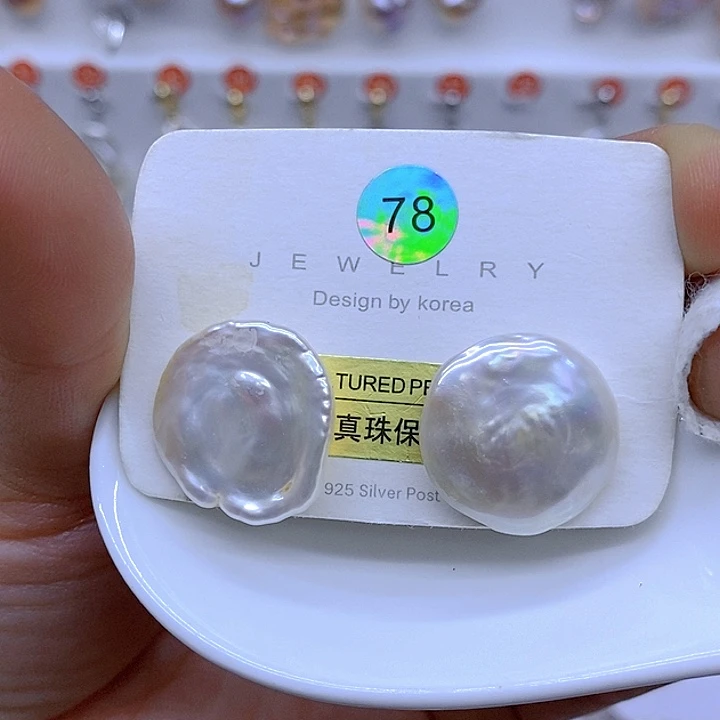 78
JEWELRY
Design by korea
TURED PE
真珠保
925 Silver Post